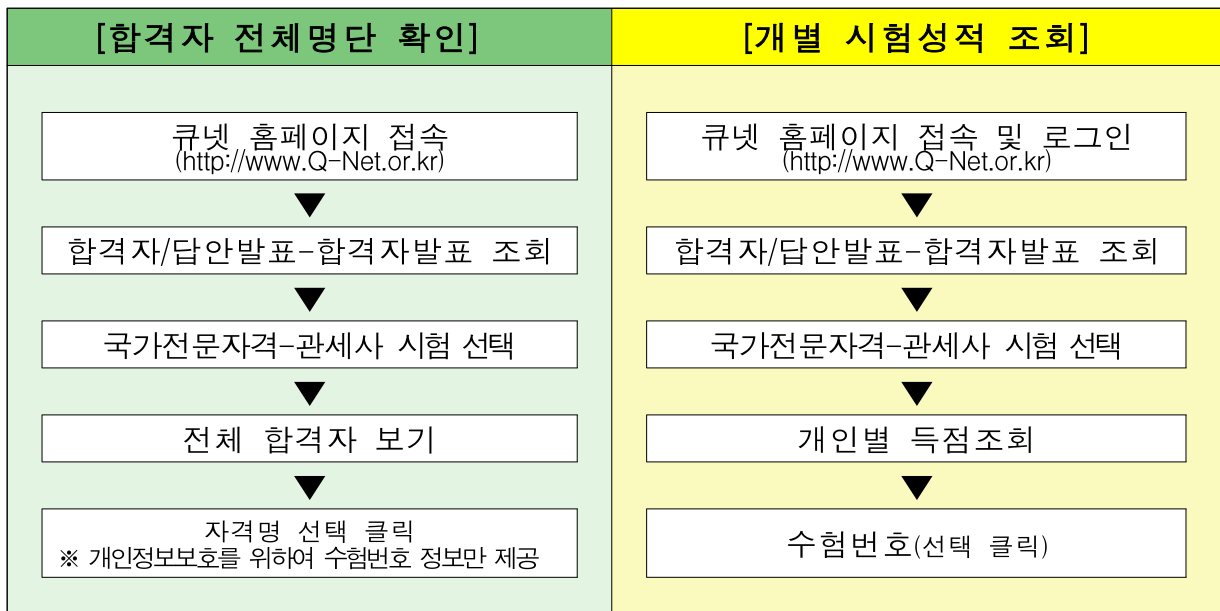 [합격자 전체명단 확인]
큐넷 홈페이지 접속
(http://www.Q-Net.or.kr)
▼
합격자/답안발표-합격자발표 조회
▼
국가전문자격-관세사 시험 선택
▼
전체 합격자 보기
▼
자격명 선택 클릭
※ 개인정보보호를 위하여 수험번호 정보만 제공
[개별 시험성적 조회]
큐넷 홈페이지 접속 및 로그인
(http://www.Q-Net.or.kr)
▼
합격자/답안발표-합격자발표 조회
▼
국가전문자격-관세사 시험 선택
▼
개인별 득점조회
▼
수험번호(선택 클릭)